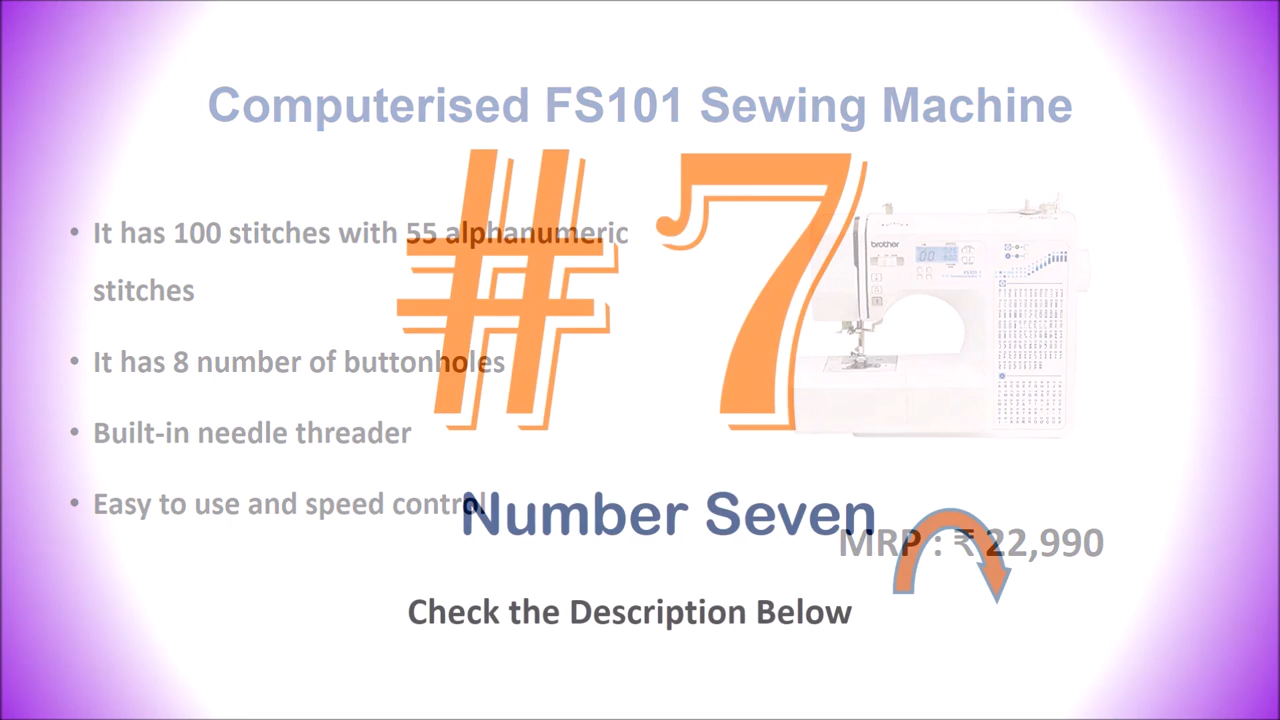 Computerised FS101 Sewing Machine
#7
• It has 100 stitches with 55 alphanumeric
stitches
• It has 8 number of buttonholes
• Built-in needle threader
• Easy to use and speed control
brother
FS101
Number Seven
MRP : ₹ 22,990
Check the Description Below